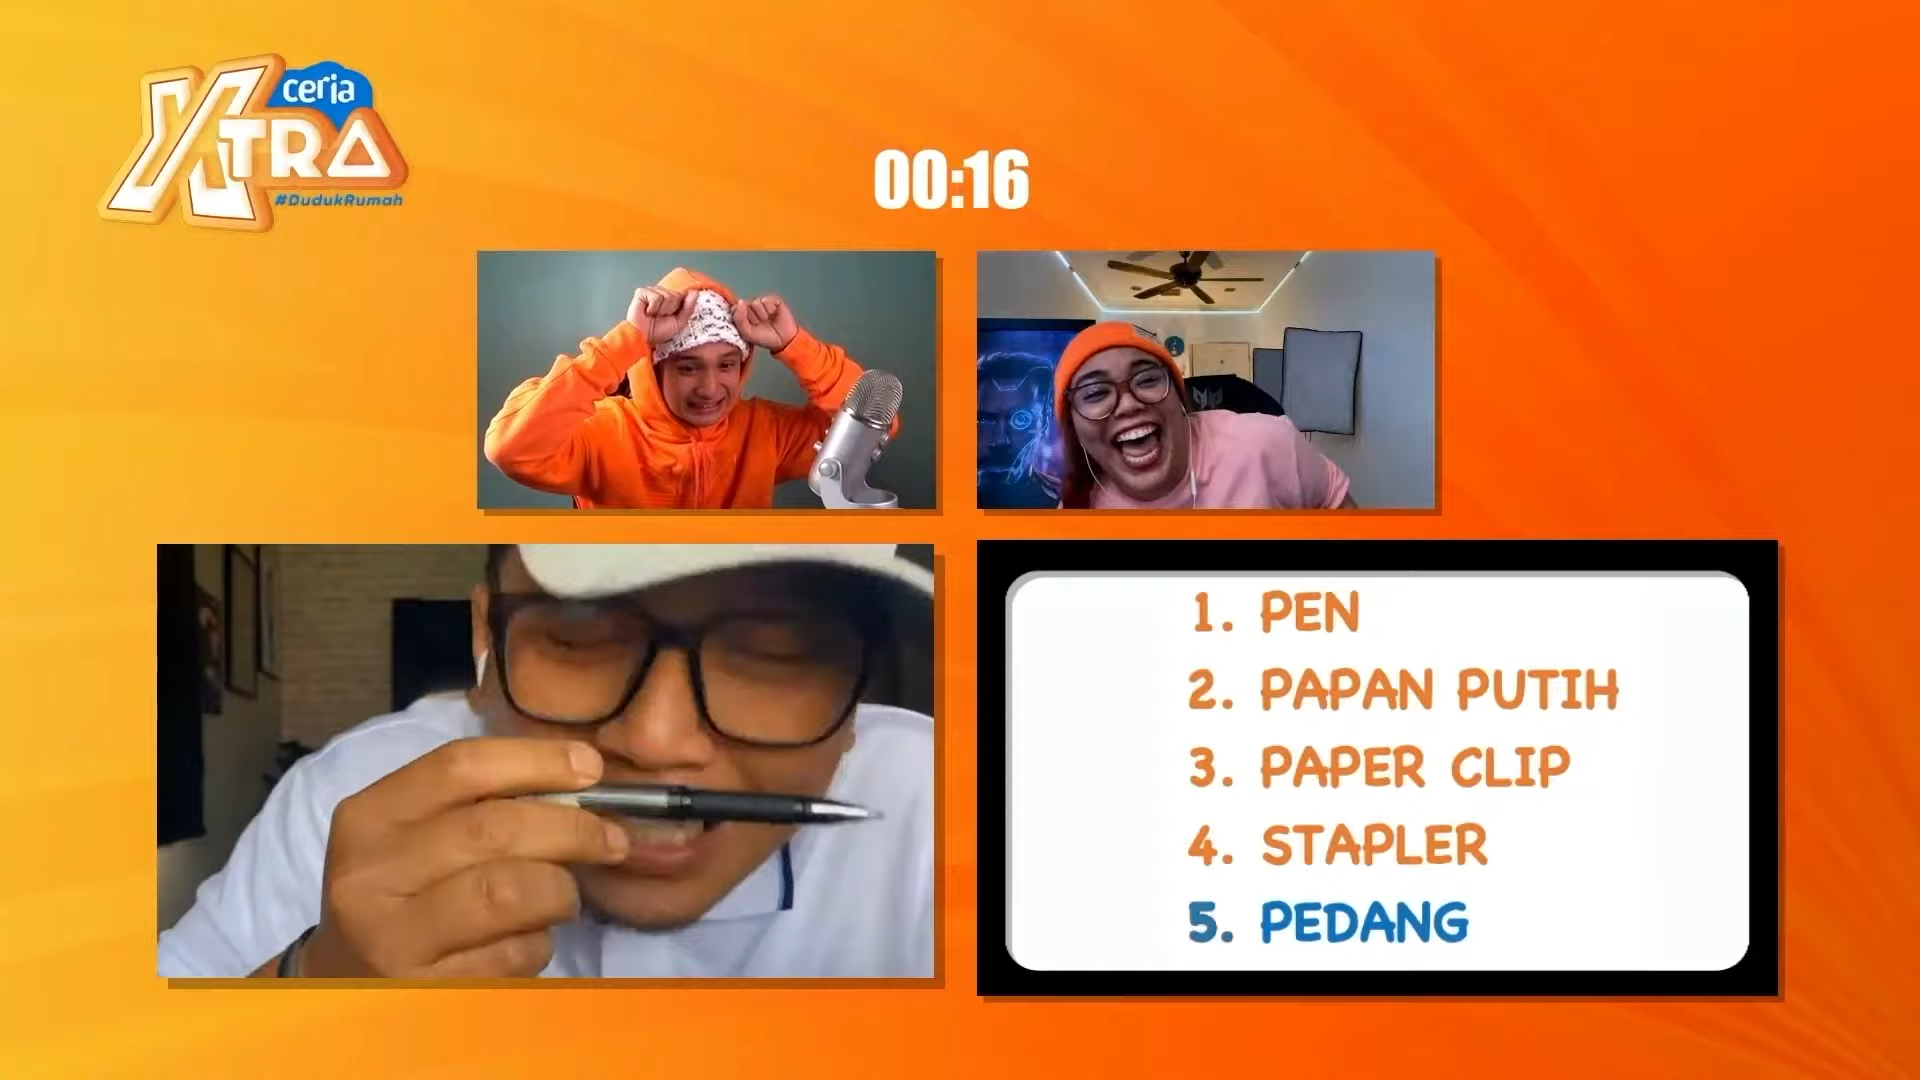 ceria
XTRA
#DudukRumah
00:16
1. PEN
2. PAPAN PUTIH
3. PAPER CLIP
4. STAPLER
5. PEDANG